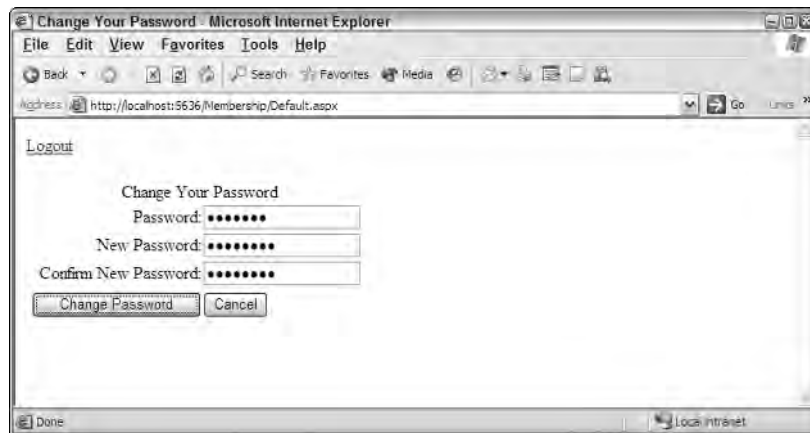 Change Your Password - Microsoft Internet Explorer
File Edit View Favorites Tools Help
Back Search Favorites Media
Address http://localhost:5636/Membership/Default.aspx Go Links »
Logout
Change Your Password
Password: •••••••
New Password: ••••••••
Confirm New Password: ••••••••
Change Password Cancel
Done Local intranet